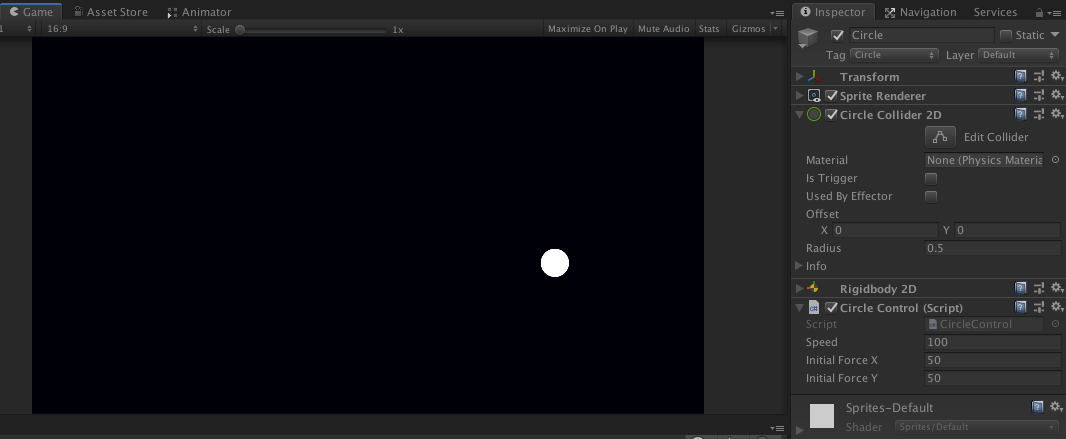 Game Asset Store Animator
1 16:9 Scale 1x Maximize On Play Mute Audio Stats Gizmos
Inspector Navigation Services
Circle Static
Tag Circle Layer Default
Transform
Sprite Renderer
Circle Collider 2D
Edit Collider
Material None (Physics Materia
Is Trigger
Used By Effector
Offset
X 0 Y 0
Radius 0.5
Info
Rigidbody 2D
Circle Control (Script)
Script CircleControl
Speed 100
Initial Force X 50
Initial Force Y 50
Sprites-Default
Shader Sprites/Default